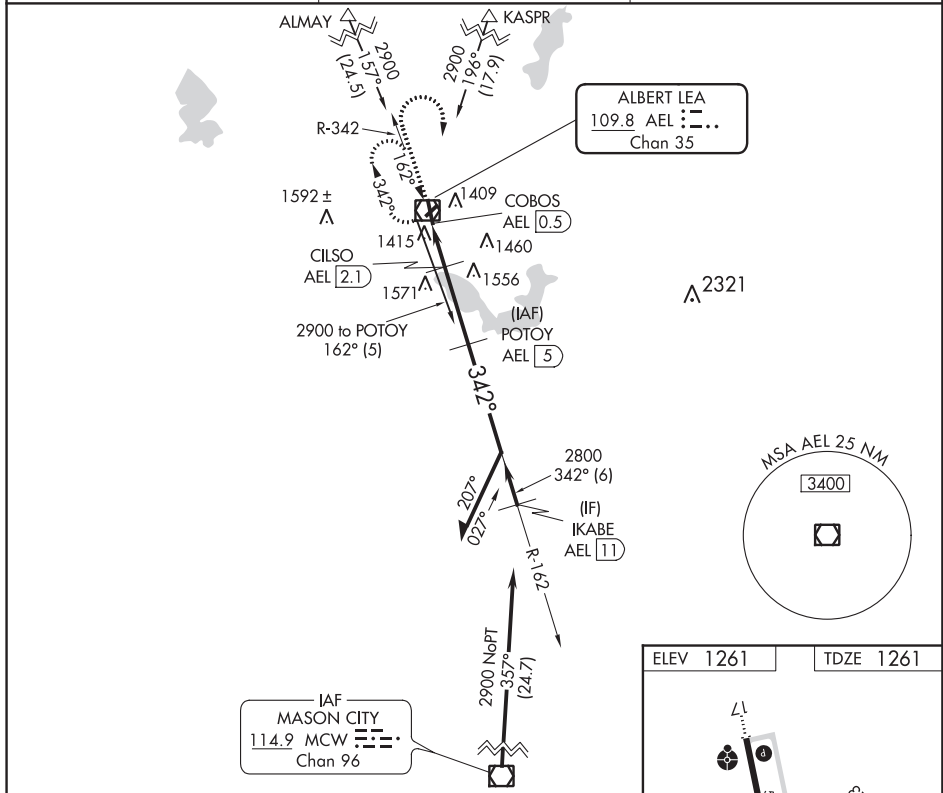 ALMAY
KASPR
2900
157°
(24.5)
2900
196°
(17.9)
ALBERT LEA
109.8 AEL
Chan 35
R-342
162°
342°
1592 ±
1409
COBOS
AEL 0.5
1415
1460
CILSO
AEL 2.1
1556
1571
2321
(IAF)
POTOY
AEL 5
2900 to POTOY
162° (5)
342°
MSA AEL 25 NM
3400
2800
342° (6)
207°
027°
(IF)
IKABE
AEL 11
R-162
2900 NoPT
357°
(24.7)
ELEV 1261
TDZE 1261
IAF
MASON CITY
114.9 MCW
Chan 96
17
P